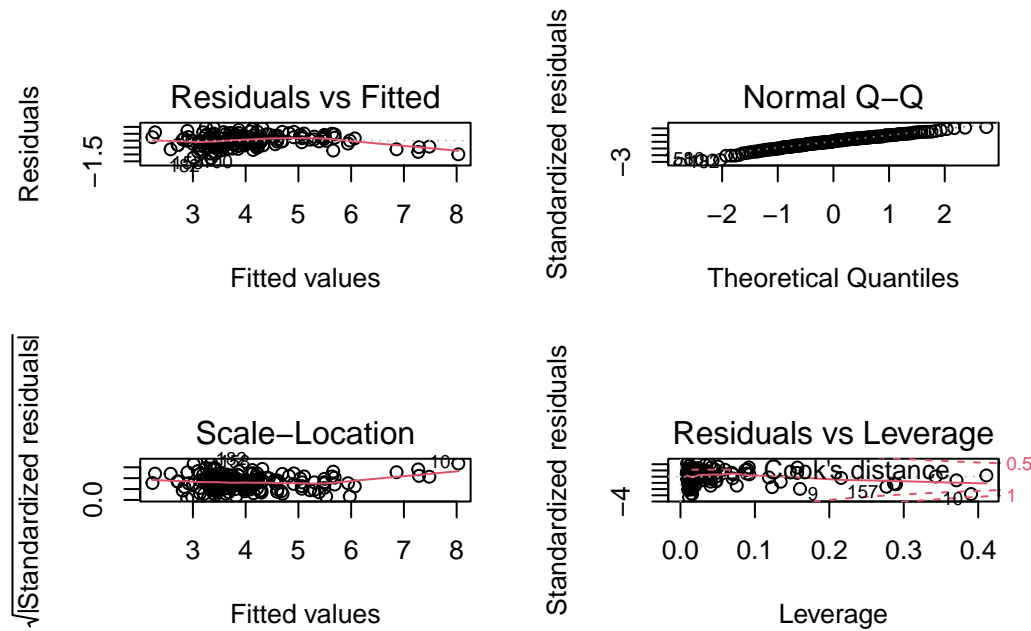 Residuals vs Fitted
Residuals
−1.5
3 4 5 6 7 8
Fitted values
Normal Q−Q
Standardized residuals
−3
−2 −1 0 1 2
Theoretical Quantiles
Scale−Location
√|Standardized residuals|
0.0
10
3 4 5 6 7 8
Fitted values
Residuals vs Leverage
Standardized residuals
−4
Cook's distance
0.5
1
9
157
10
0.0 0.1 0.2 0.3 0.4
Leverage